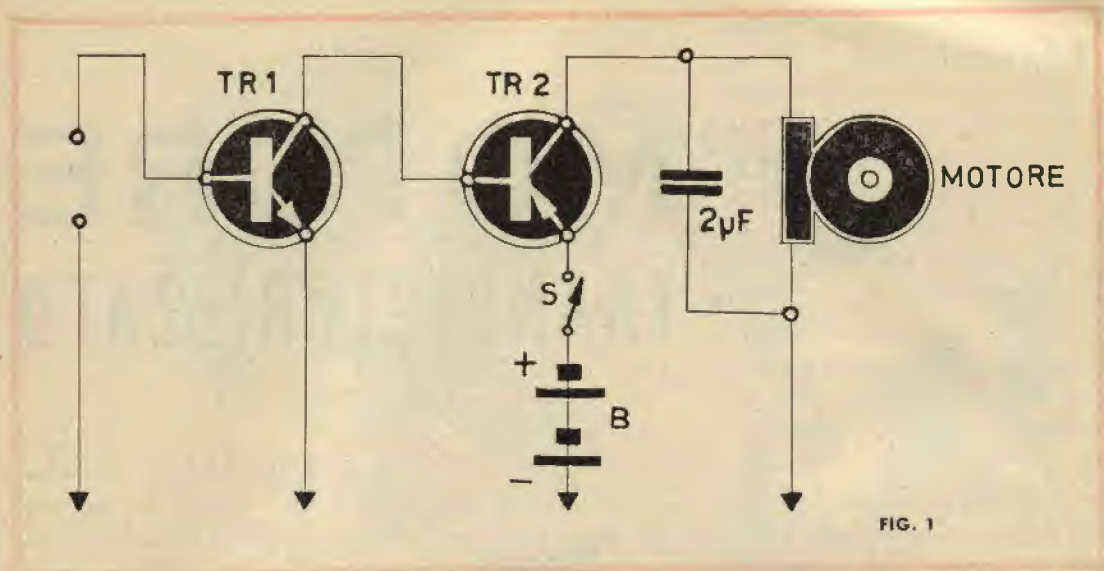 TR 1
TR 2
MOTORE
2µF
S
+
B
-
FIG. 1